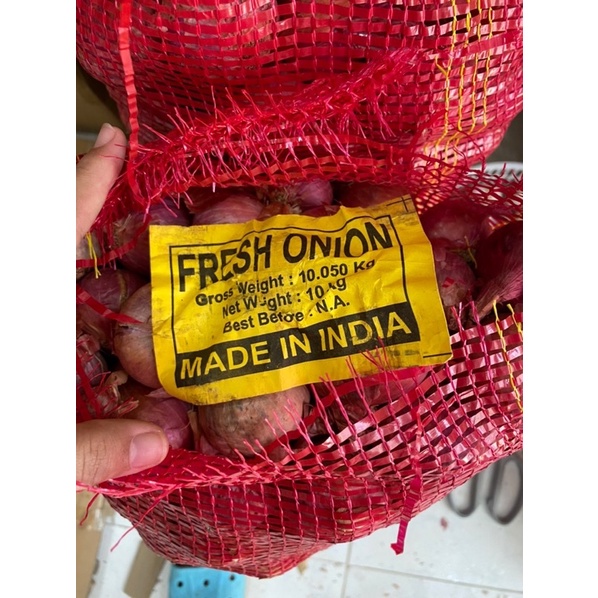 FRESH ONION
Gross Weight : 10.050 Kg
Net Weight : 10 Kg
Best Before : N.A.
MADE IN INDIA